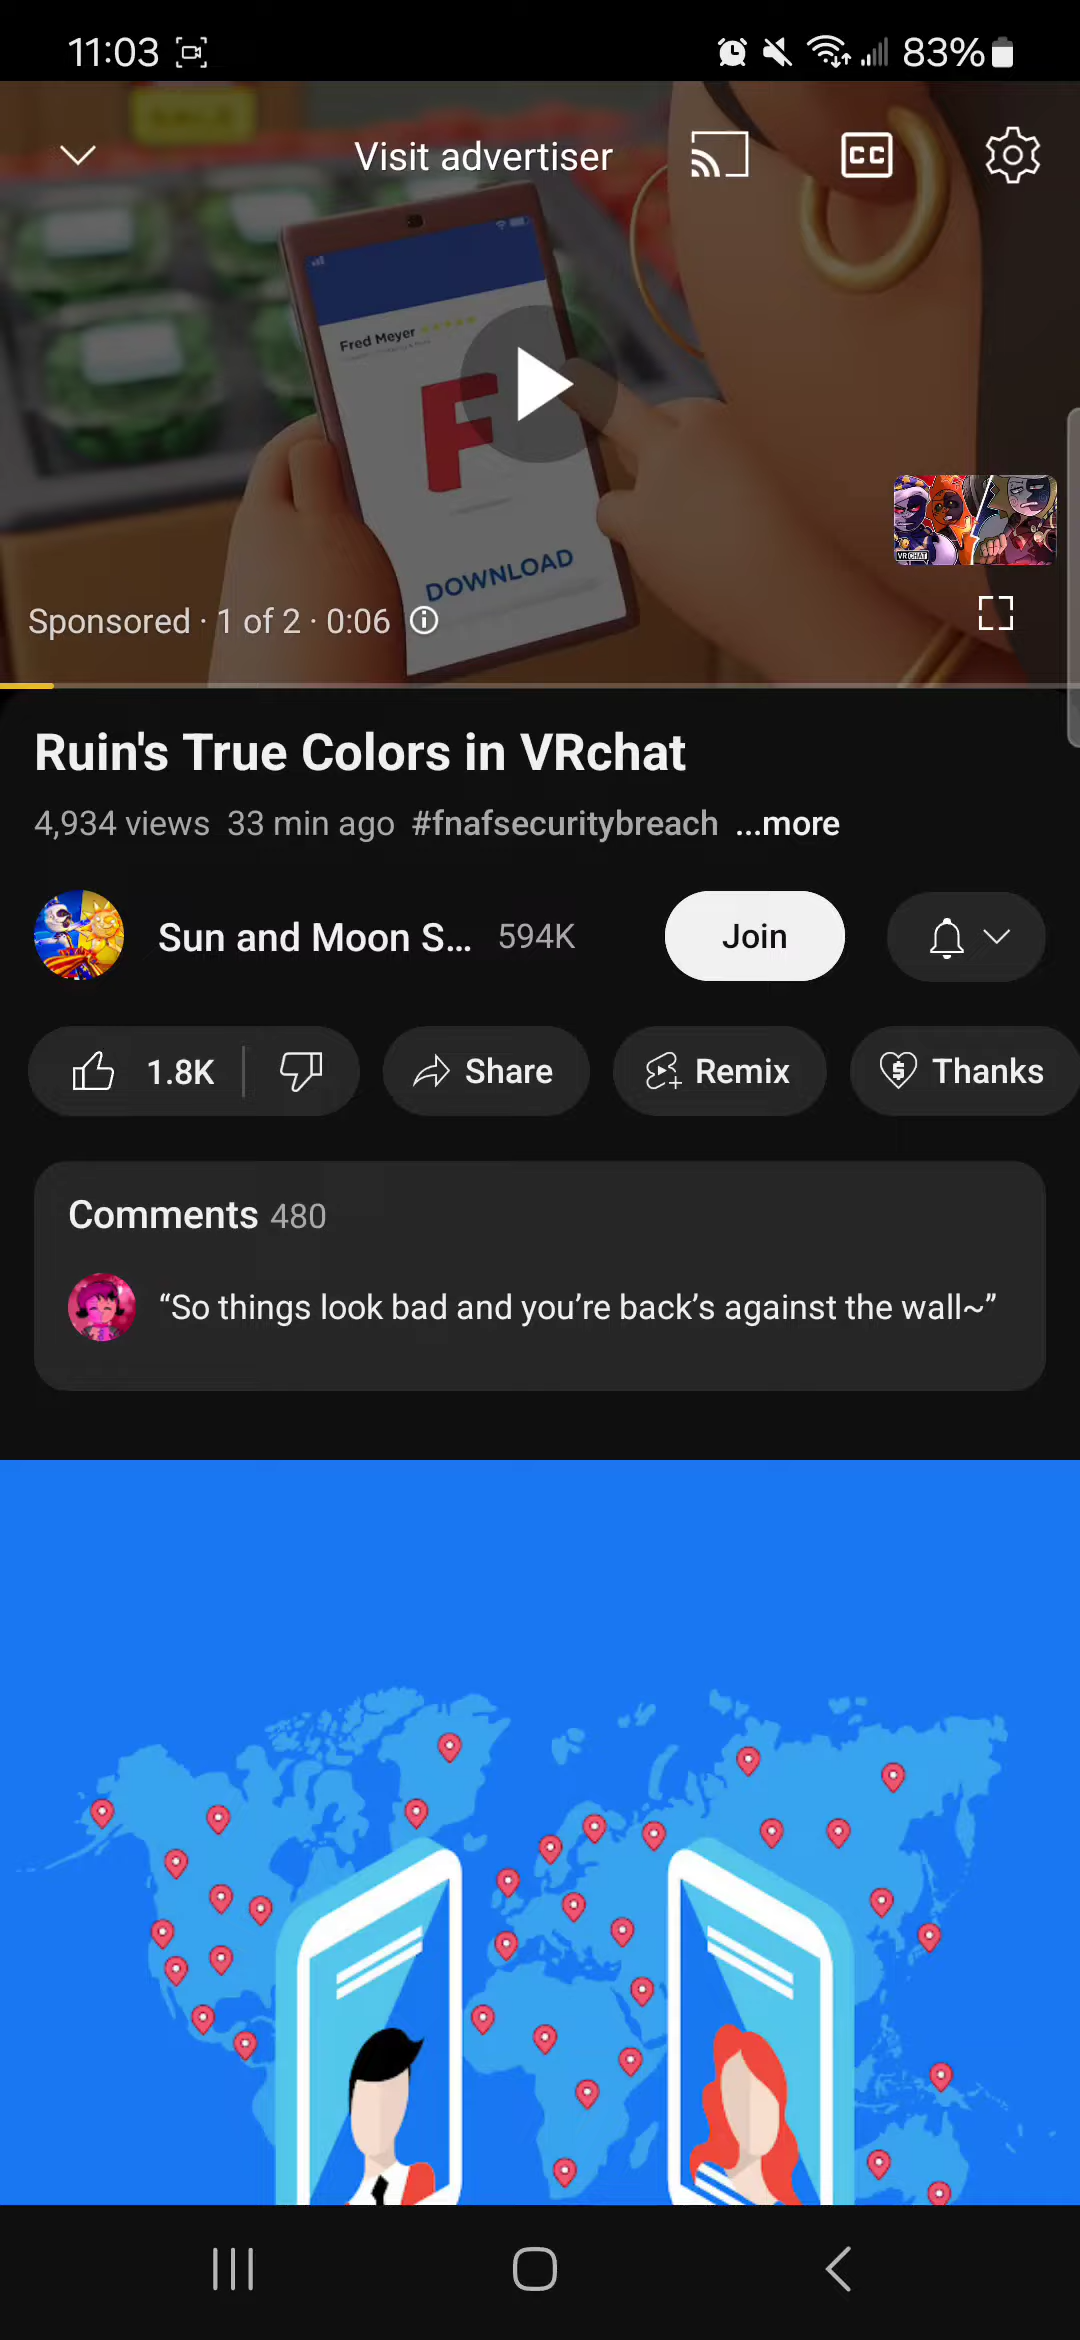 11:03
83%
Visit advertiser
CC
Fred Meyer
F
DOWNLOAD
VRCHAT
Sponsored · 1 of 2 · 0:06
Ruin's True Colors in VRchat
4,934 views 33 min ago #fnafsecuritybreach ...more
Sun and Moon S... 594K
Join
1.8K
Share
Remix
Thanks
Comments 480
“So things look bad and you’re back’s against the wall~”